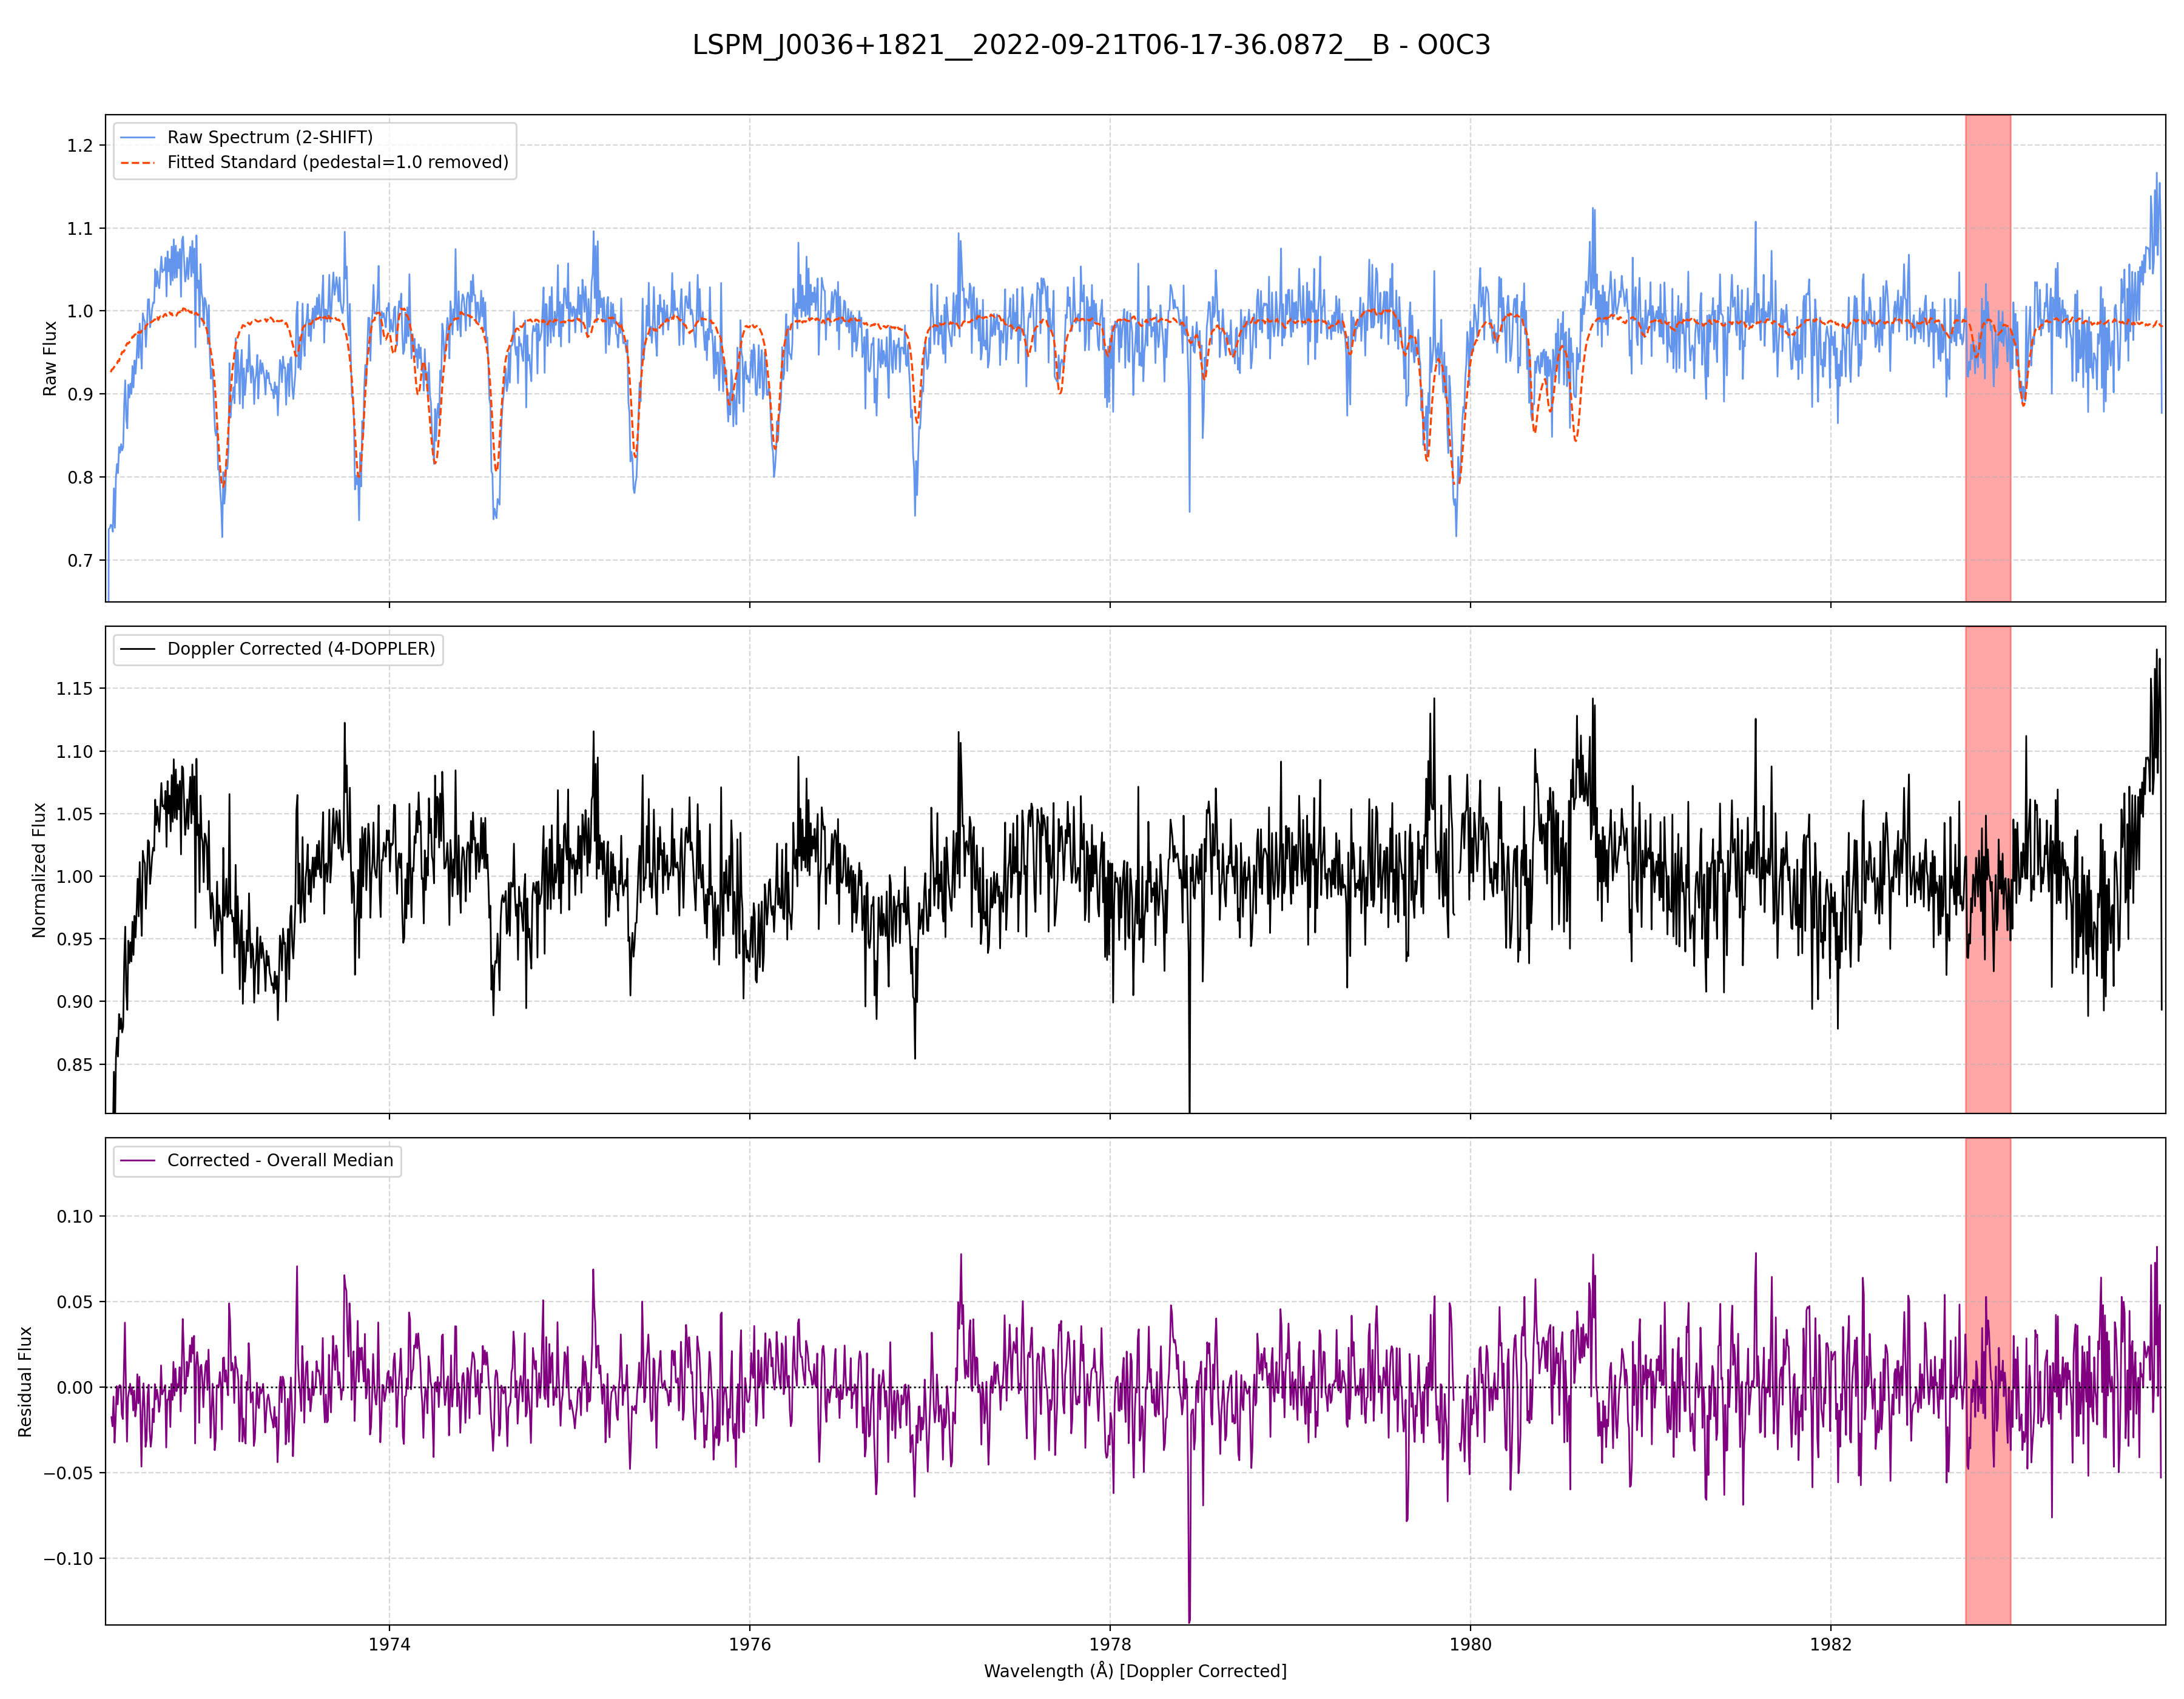 LSPM_J0036+1821__2022-09-21T06-17-36.0872__B - O0C3
Raw Spectrum (2-SHIFT)
Fitted Standard (pedestal=1.0 removed)
Raw Flux
1.2
1.1
1.0
0.9
0.8
0.7
Doppler Corrected (4-DOPPLER)
Normalized Flux
1.15
1.10
1.05
1.00
0.95
0.90
0.85
Corrected - Overall Median
Residual Flux
0.10
0.05
0.00
−0.05
−0.10
1974 1976 1978 1980 1982
Wavelength (Å) [Doppler Corrected]